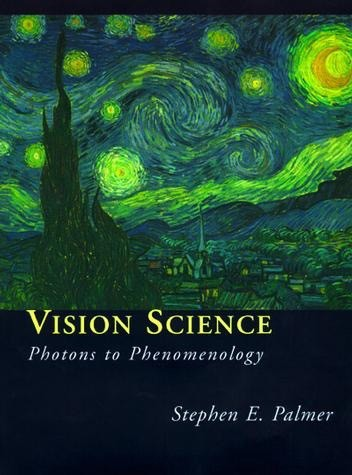 VISION SCIENCE
Photons to Phenomenology
Stephen E. Palmer